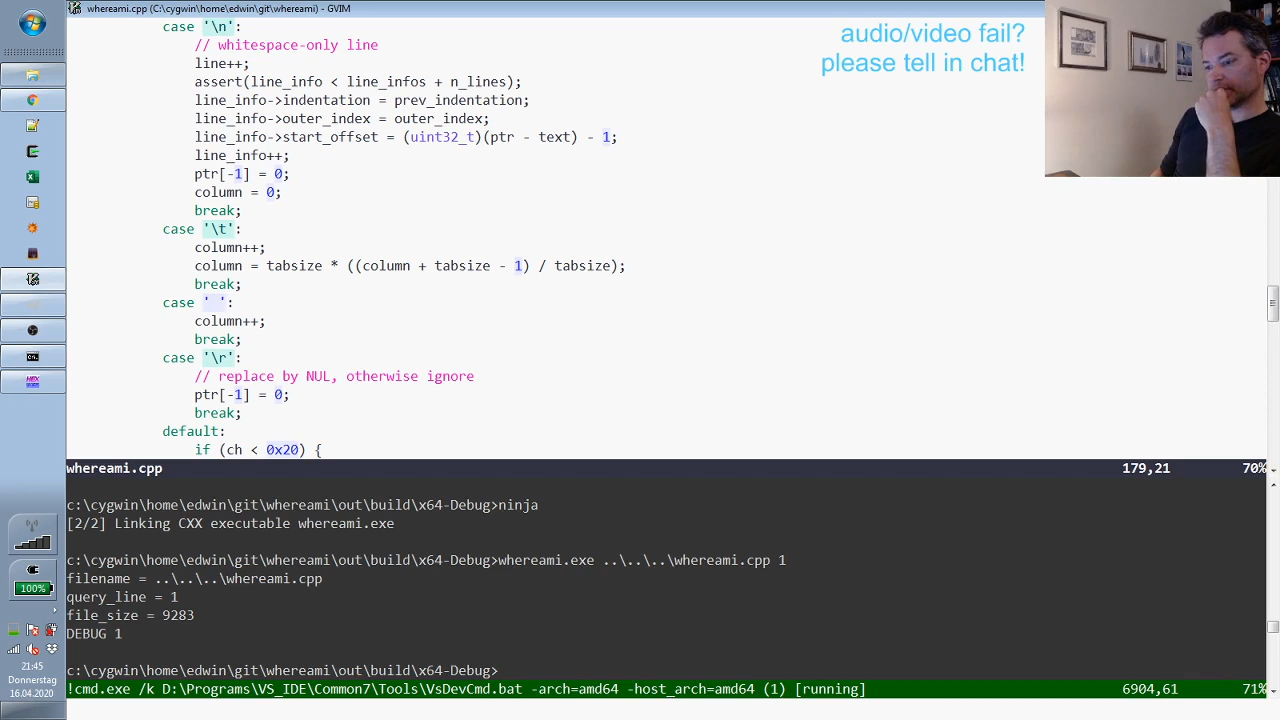 whereami.cpp (C:\cygwin\home\edwin\git\whereami) - GVIM
audio/video fail?
please tell in chat!
case '\n':
// whitespace-only line
line++;
assert(line_info < line_infos + n_lines);
line_info->indentation = prev_indentation;
line_info->outer_index = outer_index;
line_info->start_offset = (uint32_t)(ptr - text) - 1;
line_info++;
ptr[-1] = 0;
column = 0;
break;
case '\t':
column++;
column = tabsize * ((column + tabsize - 1) / tabsize);
break;
case ' ':
column++;
break;
case '\r':
// replace by NUL, otherwise ignore
ptr[-1] = 0;
break;
default:
if (ch < 0x20) {
whereami.cpp 179,21 70%
c:\cygwin\home\edwin\git\whereami\out\build\x64-Debug>ninja
[2/2] Linking CXX executable whereami.exe
c:\cygwin\home\edwin\git\whereami\out\build\x64-Debug>whereami.exe ..\..\..\whereami.cpp 1
filename = ..\..\..\whereami.cpp
query_line = 1
file_size = 9283
DEBUG 1
c:\cygwin\home\edwin\git\whereami\out\build\x64-Debug>
!cmd.exe /k D:\Programs\VS_IDE\Common7\Tools\VsDevCmd.bat -arch=amd64 -host_arch=amd64 (1) [running] 6904,61 71%
HEX
100%
21:45
Donnerstag
16.04.2020